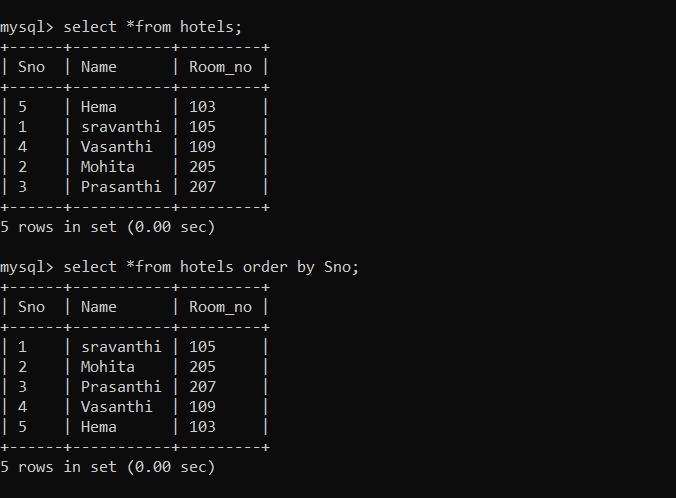 mysql> select *from hotels;
+------+-----------+---------+
| Sno  | Name      | Room_no |
+------+-----------+---------+
| 5    | Hema      | 103     |
| 1    | sravanthi | 105     |
| 4    | Vasanthi  | 109     |
| 2    | Mohita    | 205     |
| 3    | Prasanthi | 207     |
+------+-----------+---------+
5 rows in set (0.00 sec)

mysql> select *from hotels order by Sno;
+------+-----------+---------+
| Sno  | Name      | Room_no |
+------+-----------+---------+
| 1    | sravanthi | 105     |
| 2    | Mohita    | 205     |
| 3    | Prasanthi | 207     |
| 4    | Vasanthi  | 109     |
| 5    | Hema      | 103     |
+------+-----------+---------+
5 rows in set (0.00 sec)